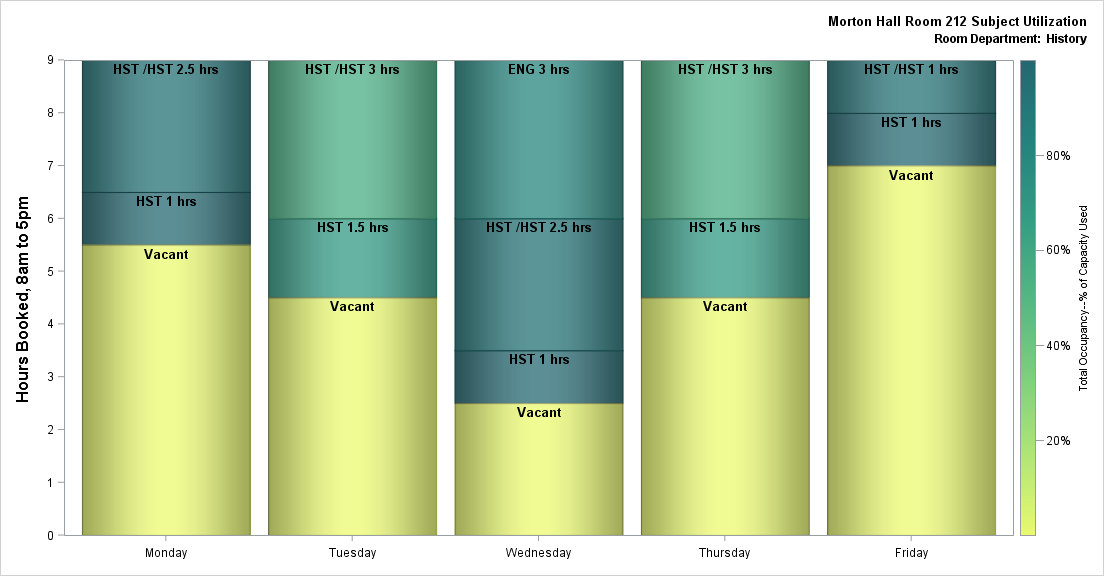 Morton Hall Room 212 Subject Utilization
Room Department: History
Hours Booked, 8am to 5pm
9
8
7
6
5
4
3
2
1
0
HST /HST 2.5 hrs
HST 1 hrs
Vacant
HST /HST 3 hrs
HST 1.5 hrs
Vacant
ENG 3 hrs
HST /HST 2.5 hrs
HST 1 hrs
Vacant
HST /HST 3 hrs
HST 1.5 hrs
Vacant
HST /HST 1 hrs
HST 1 hrs
Vacant
Monday
Tuesday
Wednesday
Thursday
Friday
80%
60%
40%
20%
Total Occupancy--% of Capacity Used